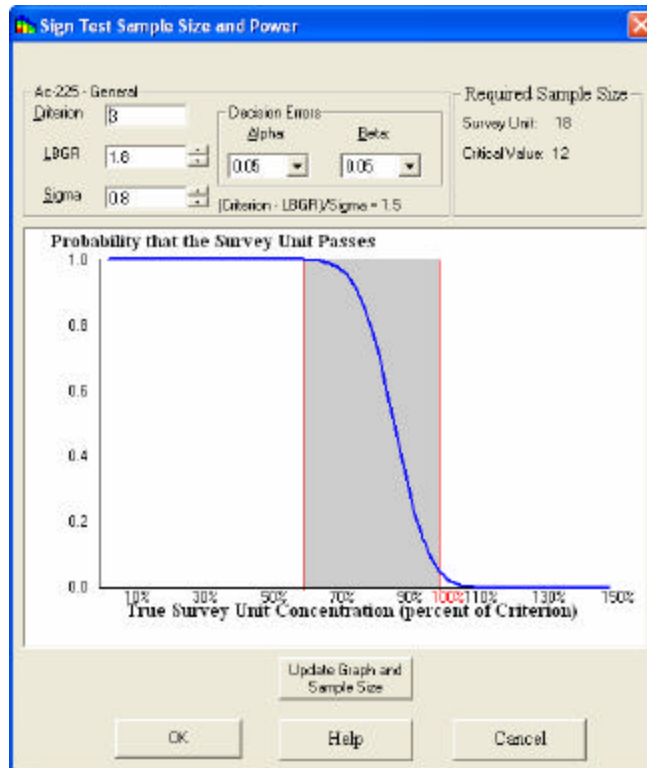 Sign Test Sample Size and Power
Ac-225 - General
Criterion 3
LBGR 1.8
Sigma 0.8
Decision Errors
Alpha: Beta:
0.05 0.05
(Criterion - LBGR)/Sigma = 1.5
Required Sample Size
Survey Unit: 18
Critical Value: 12
Probability that the Survey Unit Passes
1.0
0.8
0.6
0.4
0.2
0.0
10% 30% 50% 70% 90% 100% 110% 130% 150%
True Survey Unit Concentration (percent of Criterion)
Update Graph and
Sample Size
OK Help Cancel